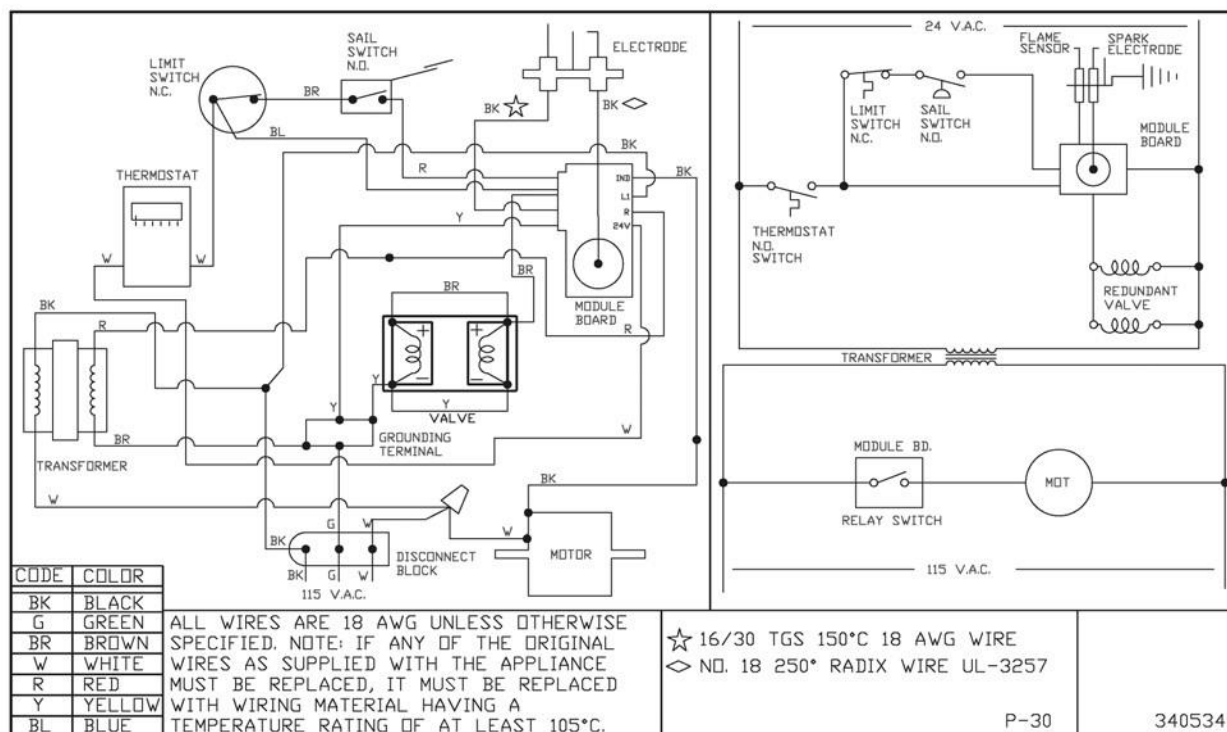 LIMIT
SWITCH
N.C.
SAIL
SWITCH
N.O.
ELECTRODE
BR
BL
BK ☆
BK ◇
BK
R
IND
BK
L1
R
24V
THERMOSTAT
W
W
Y
BR
MODULE
BOARD
BK
R
BR
R
+
+
-
-
Y
Y
Y
VALVE
W
BR
GROUNDING
TERMINAL
TRANSFORMER
W
BK
G
W
W
BK
DISCONNECT
BLOCK
MOTOR
BK
G
W
115 V.A.C.
24 V.A.C.
FLAME
SENSOR
SPARK
ELECTRODE
LIMIT
SWITCH
N.C.
SAIL
SWITCH
N.O.
MODULE
BOARD
THERMOSTAT
N.O.
SWITCH
REDUNDANT
VALVE
TRANSFORMER
MODULE BD.
MOT
RELAY SWITCH
115 V.A.C.
CODE COLOR
BK BLACK
G GREEN
BR BROWN
W WHITE
R RED
Y YELLOW
BL BLUE
ALL WIRES ARE 18 AWG UNLESS OTHERWISE
SPECIFIED. NOTE: IF ANY OF THE ORIGINAL
WIRES AS SUPPLIED WITH THE APPLIANCE
MUST BE REPLACED, IT MUST BE REPLACED
WITH WIRING MATERIAL HAVING A
TEMPERATURE RATING OF AT LEAST 105°C.
☆ 16/30 TGS 150°C 18 AWG WIRE
◇ NO. 18 250° RADIX WIRE UL-3257
P-30
340534